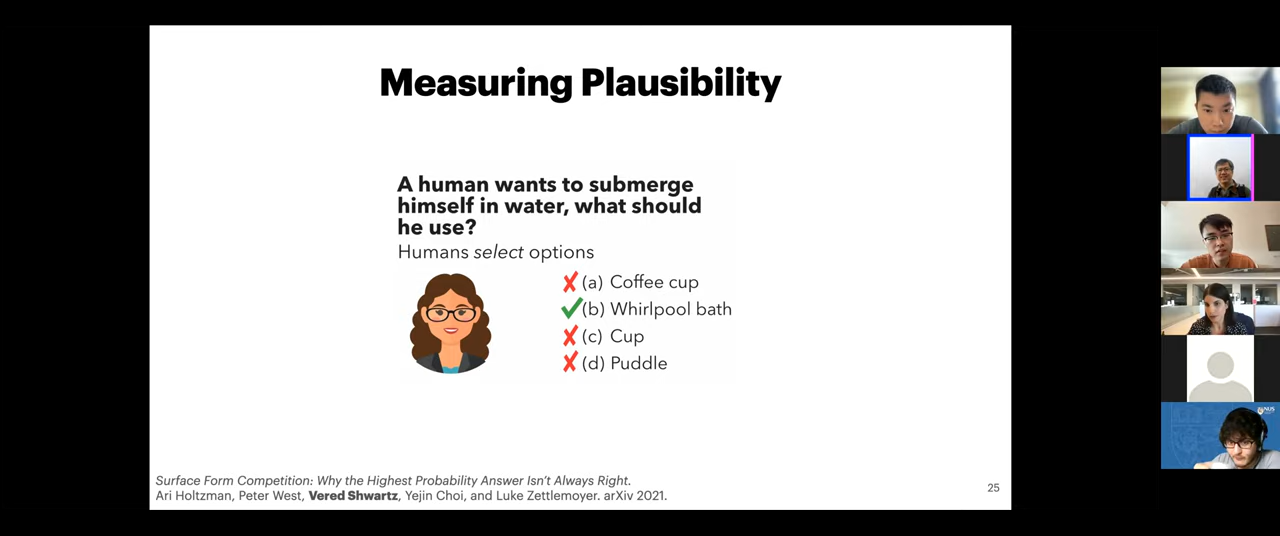 Measuring Plausibility
A human wants to submerge
himself in water, what should
he use?
Humans select options
(a) Coffee cup
(b) Whirlpool bath
(c) Cup
(d) Puddle
Surface Form Competition: Why the Highest Probability Answer Isn't Always Right.
Ari Holtzman, Peter West, Vered Shwartz, Yejin Choi, and Luke Zettlemoyer. arXiv 2021.
25
NUS